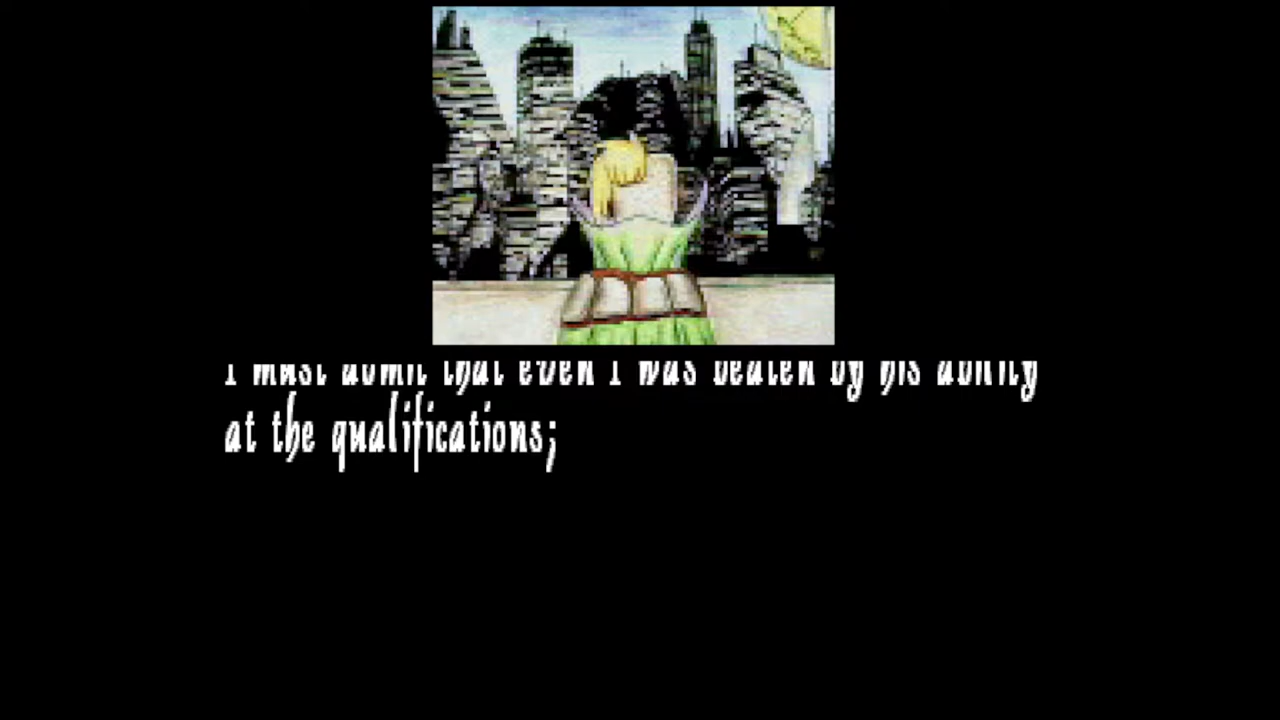 I must admit that even I was beaten by his ability
at the qualifications;